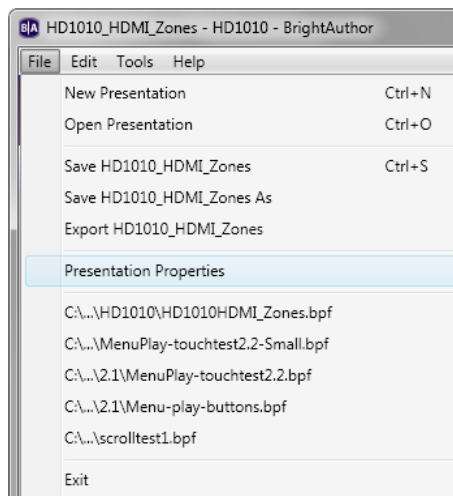 B|A HD1010_HDMI_Zones - HD1010 - BrightAuthor
File Edit Tools Help
New Presentation Ctrl+N
Open Presentation Ctrl+O
Save HD1010_HDMI_Zones Ctrl+S
Save HD1010_HDMI_Zones As
Export HD1010_HDMI_Zones
Presentation Properties
C:\...\HD1010\HD1010HDMI_Zones.bpf
C:\...\MenuPlay-touchtest2.2-Small.bpf
C:\...\2.1\MenuPlay-touchtest2.2.bpf
C:\...\2.1\Menu-play-buttons.bpf
C:\...\scrolltest1.bpf
Exit